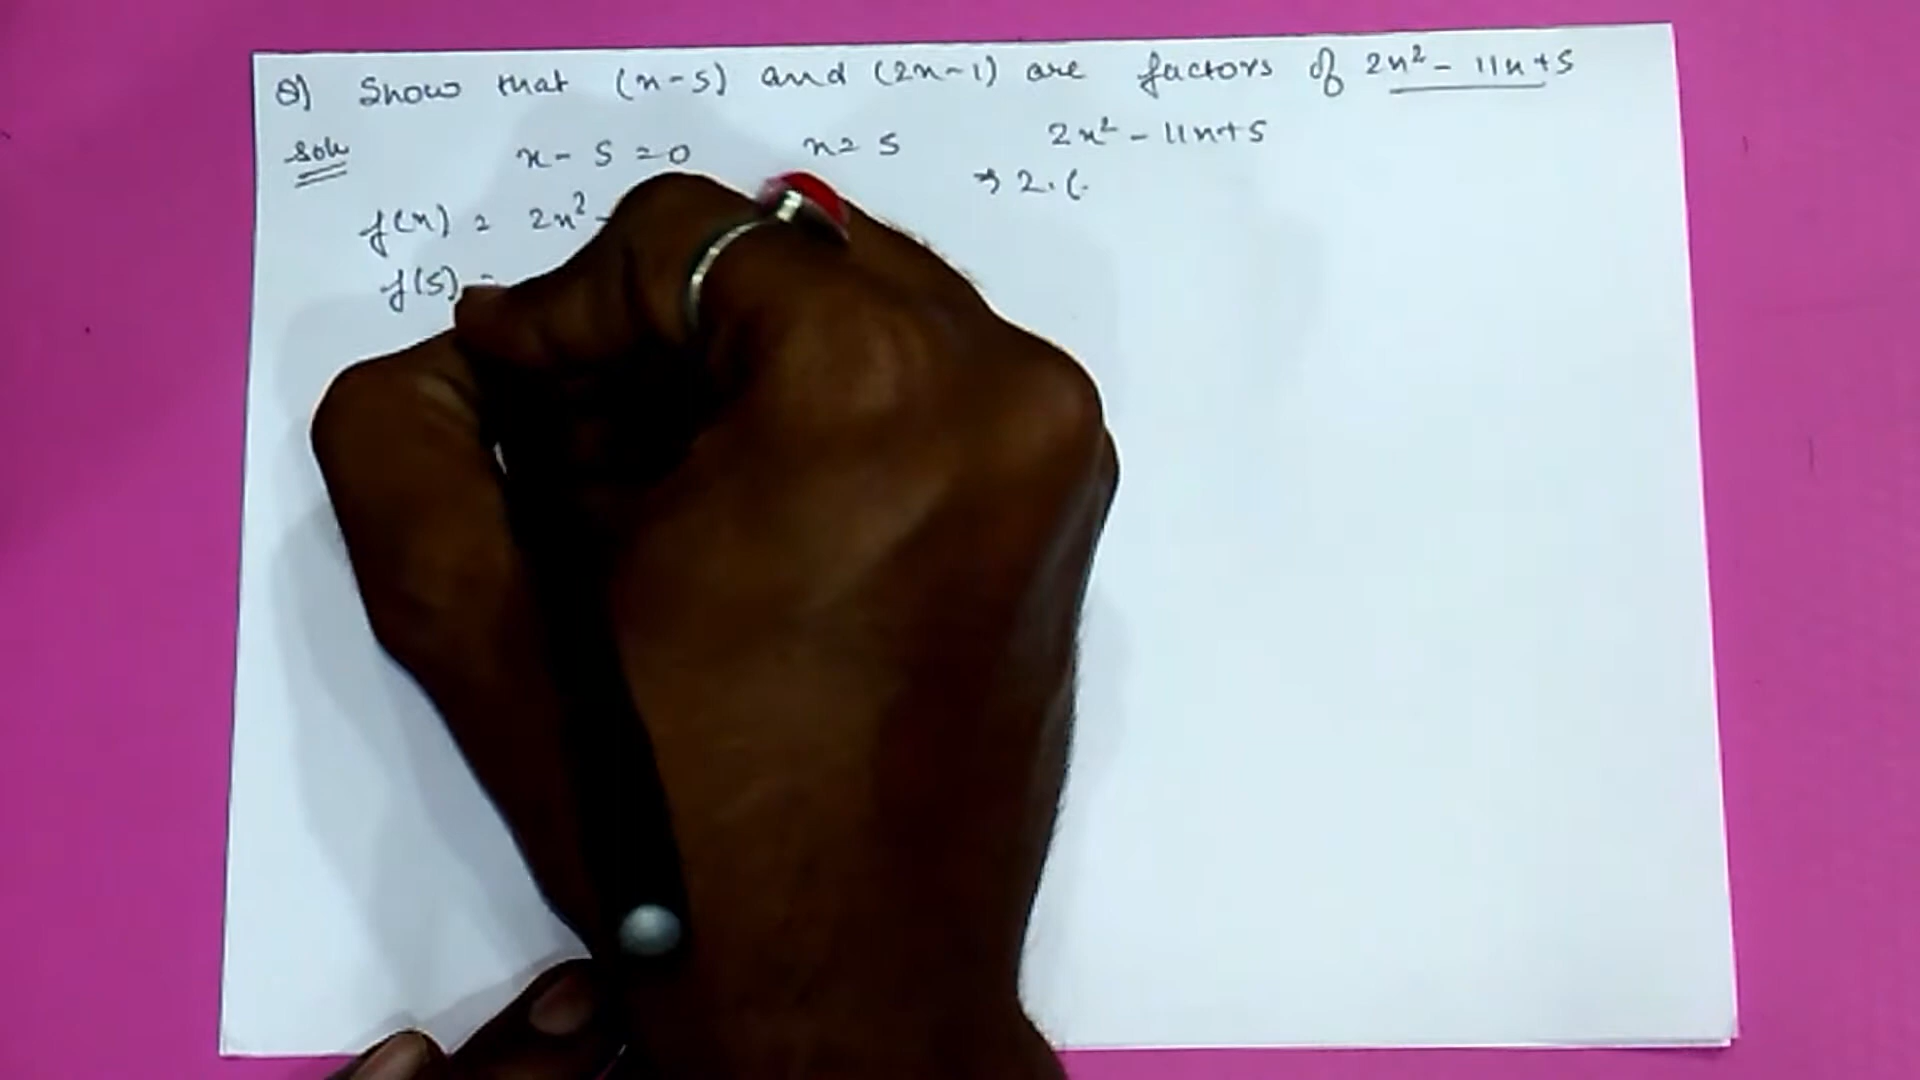 Q) Show that (x-5) and (2x-1) are factors of 2x² - 11x+5
Soln x - 5 = 0 x = 5 2x² - 11x+5
→ 2.(
f(x) = 2x² -
f(5) =